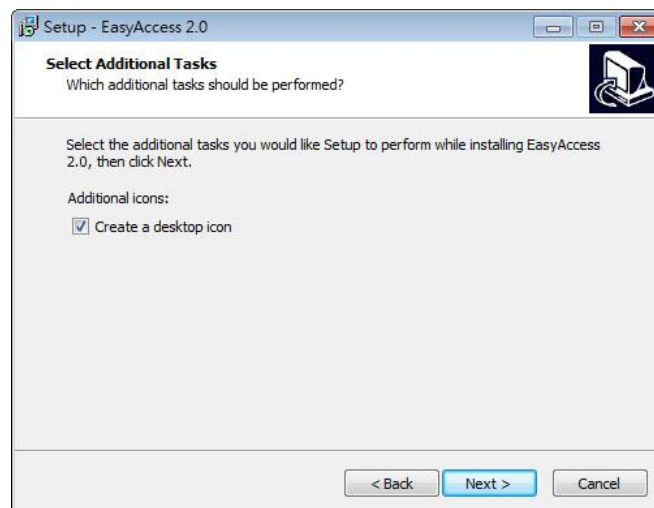 Setup - EasyAccess 2.0
Select Additional Tasks
Which additional tasks should be performed?
Select the additional tasks you would like Setup to perform while installing EasyAccess
2.0, then click Next.
Additional icons:
Create a desktop icon
< Back Next > Cancel